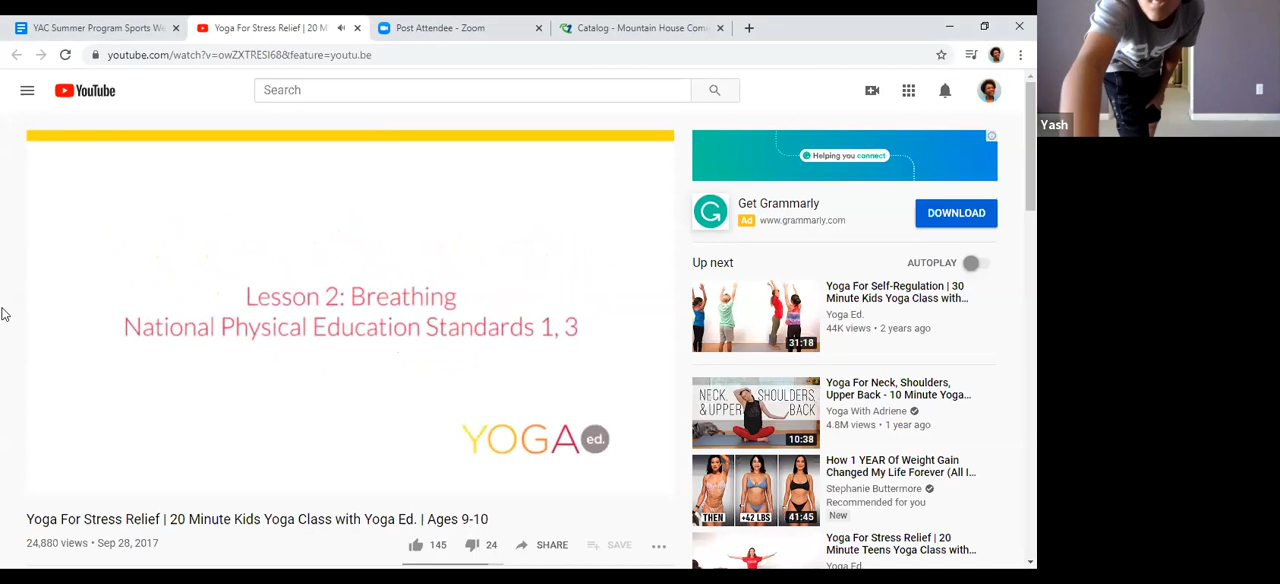 YAC Summer Program Sports We
Yoga For Stress Relief | 20 M
Post Attendee - Zoom
Catalog - Mountain House Com
youtube.com/watch?v=owZXTRESI68&feature=youtu.be
YouTube
Search
Yash
Helping you connect
Get Grammarly
Ad www.grammarly.com
DOWNLOAD
Lesson 2: Breathing
National Physical Education Standards 1, 3
YOGA ed.
Up next
AUTOPLAY
Yoga For Self-Regulation | 30
Minute Kids Yoga Class with...
Yoga Ed.
44K views • 2 years ago
31:18
NECK, SHOULDERS,
& UPPER BACK
Yoga For Neck, Shoulders,
Upper Back - 10 Minute Yoga...
Yoga With Adriene
4.8M views • 1 year ago
10:38
How 1 YEAR Of Weight Gain
Changed My Life Forever (All I...
Stephanie Buttermore
Recommended for you
New
THEN +42 LBS
41:45
Yoga For Stress Relief | 20
Minute Teens Yoga Class with...
Yoga Ed.
Yoga For Stress Relief | 20 Minute Kids Yoga Class with Yoga Ed. | Ages 9-10
24,880 views • Sep 28, 2017
145
24
SHARE
SAVE